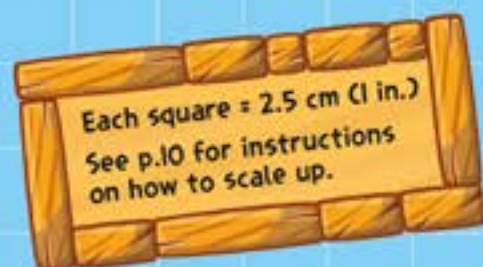 Each square = 2.5 cm (1 in.)
See p.10 for instructions
on how to scale up.